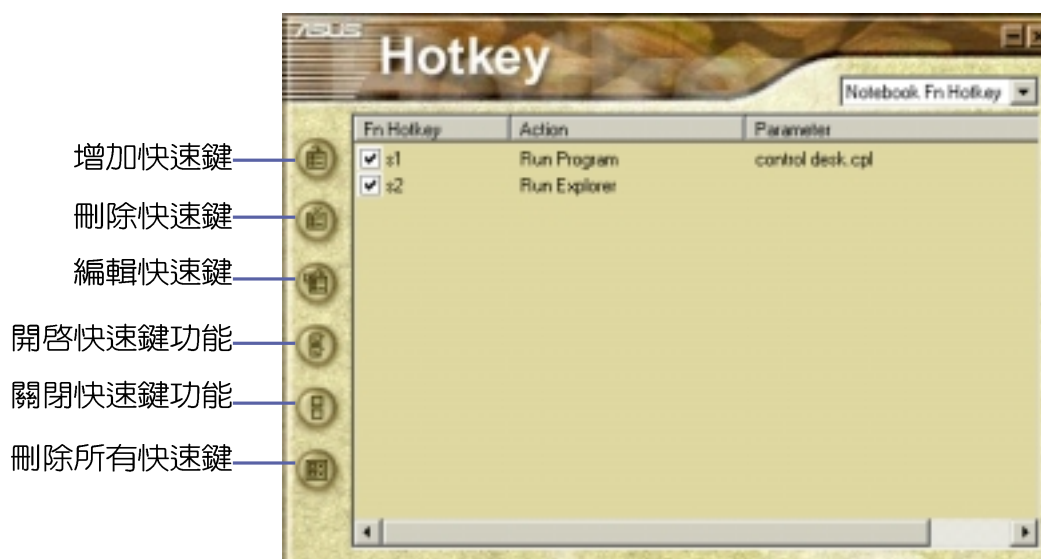 ASUS
Hotkey
Notebook Fn Hotkey
Fn Hotkey Action Parameter
s1 Run Program control desk.cpl
s2 Run Explorer
增加快速鍵
刪除快速鍵
編輯快速鍵
開啓快速鍵功能
關閉快速鍵功能
刪除所有快速鍵